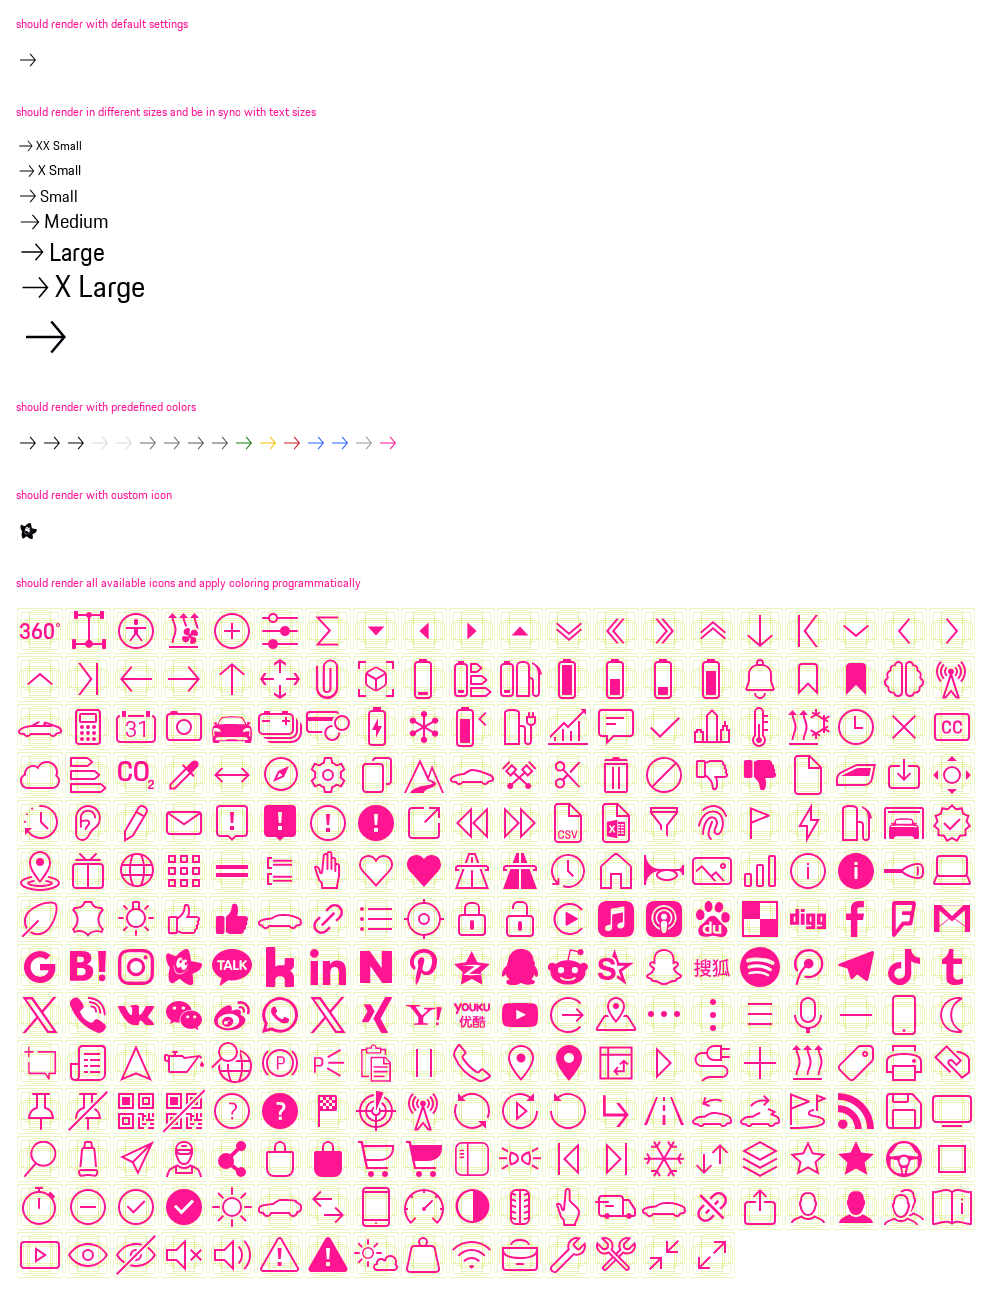 should render with default settings
should render in different sizes and be in sync with text sizes
XX Small
X Small
Small
Medium
Large
X Large
should render with predefined colors
should render with custom icon
should render all available icons and apply coloring programmatically
360°
31
CC
CO2
CSV
X
du
digg
G B! TALK k in N
搜狐
YOUKU
优酷
Y!
P P
? ?
i